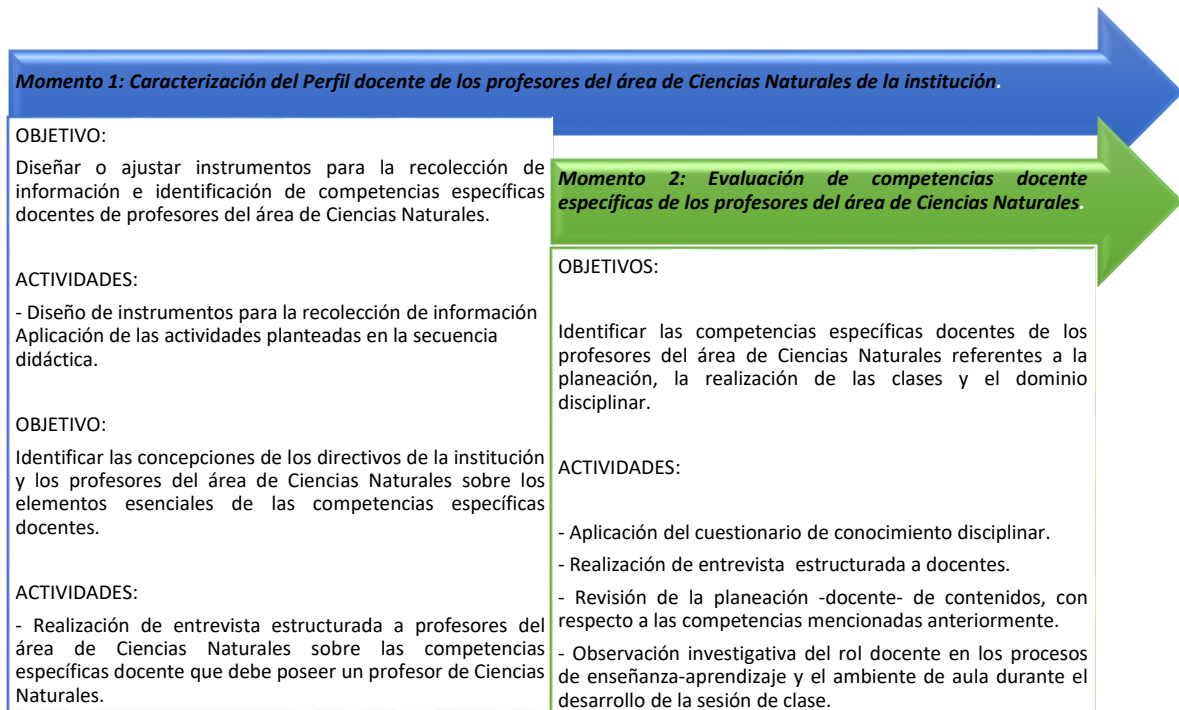 Momento 1: Caracterización del Perfil docente de los profesores del área de Ciencias Naturales de la institución.
OBJETIVO:
Diseñar o ajustar instrumentos para la recolección de
información e identificación de competencias específicas
docentes de profesores del área de Ciencias Naturales.
ACTIVIDADES:
- Diseño de instrumentos para la recolección de información
Aplicación de las actividades planteadas en la secuencia
didáctica.
OBJETIVO:
Identificar las concepciones de los directivos de la institución
y los profesores del área de Ciencias Naturales sobre los
elementos esenciales de las competencias específicas
docentes.
ACTIVIDADES:
- Realización de entrevista estructurada a profesores del
área de Ciencias Naturales sobre las competencias
específicas docente que debe poseer un profesor de Ciencias
Naturales.
Momento 2: Evaluación de competencias docente
específicas de los profesores del área de Ciencias Naturales.
OBJETIVOS:
Identificar las competencias específicas docentes de los
profesores del área de Ciencias Naturales referentes a la
planeación, la realización de las clases y el dominio
disciplinar.
ACTIVIDADES:
- Aplicación del cuestionario de conocimiento disciplinar.
- Realización de entrevista estructurada a docentes.
- Revisión de la planeación -docente- de contenidos, con
respecto a las competencias mencionadas anteriormente.
- Observación investigativa del rol docente en los procesos
de enseñanza-aprendizaje y el ambiente de aula durante el
desarrollo de la sesión de clase.